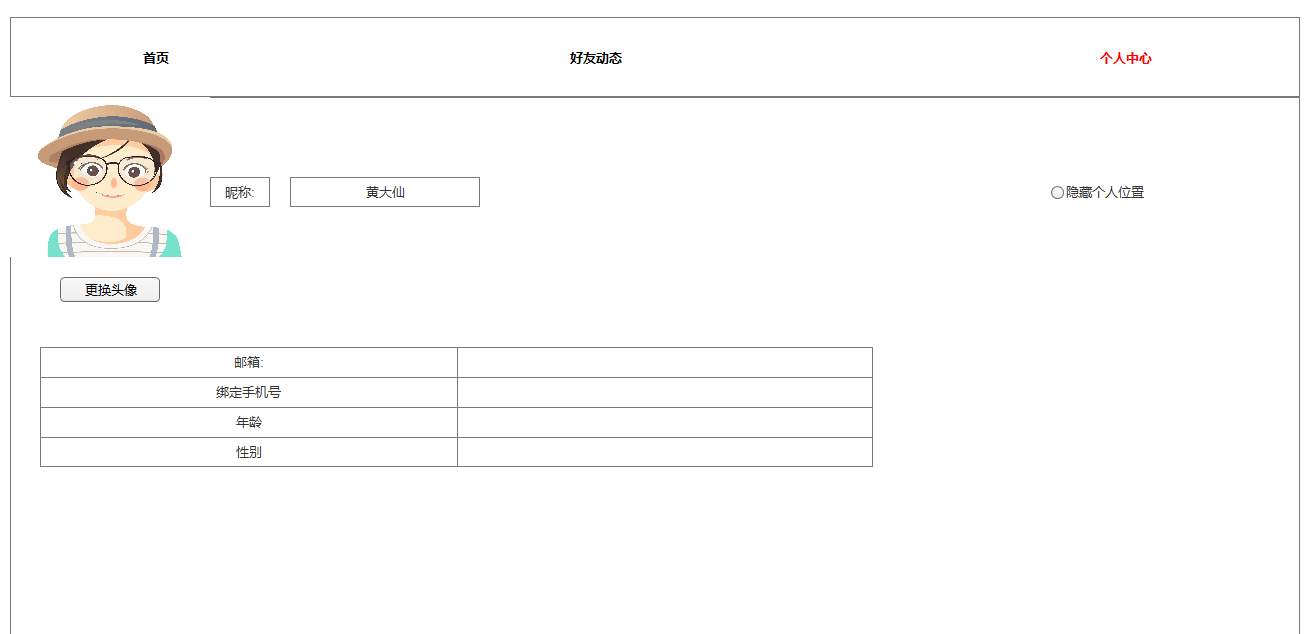 首页 好友动态 个人中心
昵称: 黄大仙 隐藏个人位置
更换头像
邮箱:
绑定手机号
年龄
性别